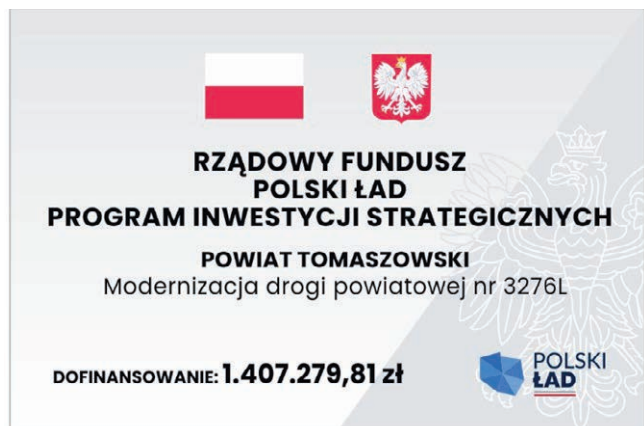 RZĄDOWY FUNDUSZ
POLSKI ŁAD
PROGRAM INWESTYCJI STRATEGICZNYCH
POWIAT TOMASZOWSKI
Modernizacja drogi powiatowej nr 3276L
DOFINANSOWANIE: 1.407.279,81 zł
POLSKI
ŁAD